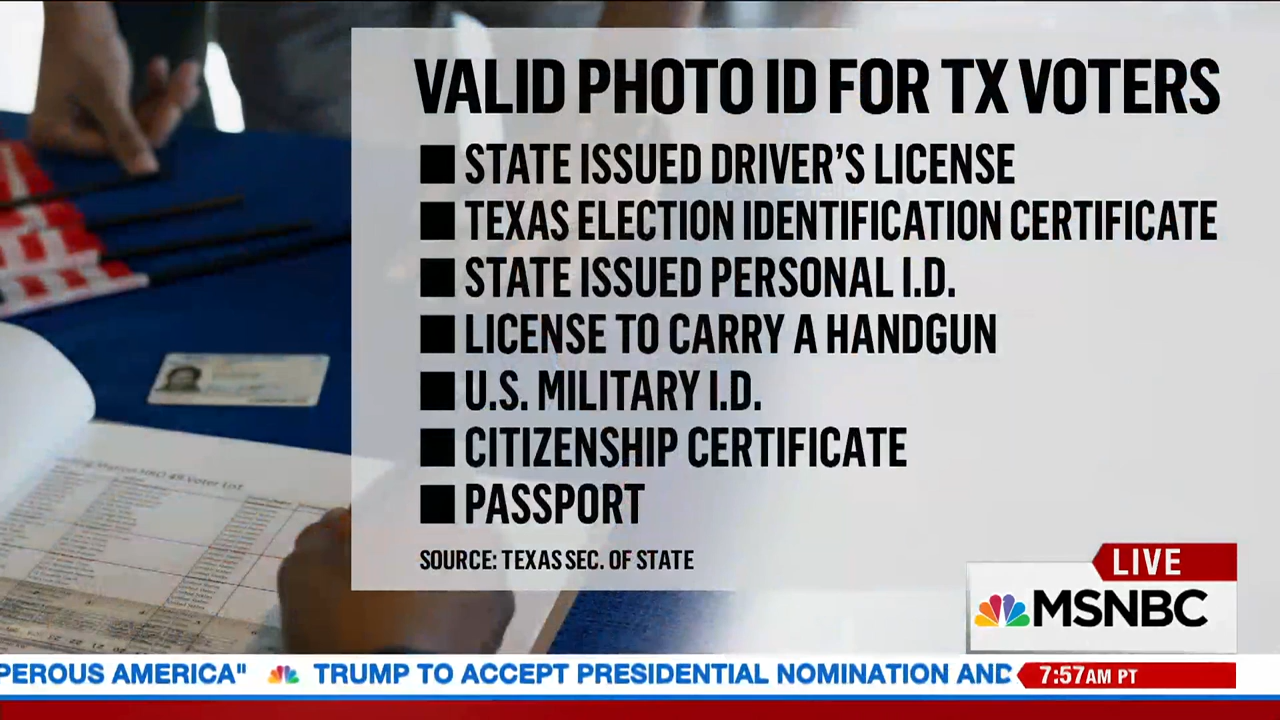 VALID PHOTO ID FOR TX VOTERS
STATE ISSUED DRIVER'S LICENSE
TEXAS ELECTION IDENTIFICATION CERTIFICATE
STATE ISSUED PERSONAL I.D.
LICENSE TO CARRY A HANDGUN
U.S. MILITARY I.D.
CITIZENSHIP CERTIFICATE
PASSPORT
SOURCE: TEXAS SEC. OF STATE
Voter List
LIVE
MSNBC
PEROUS AMERICA" TRUMP TO ACCEPT PRESIDENTIAL NOMINATION AND
7:57AM PT